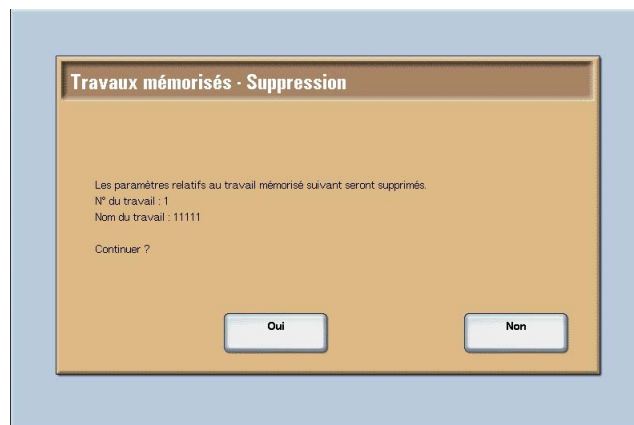 Travaux mémorisés - Suppression
Les paramètres relatifs au travail mémorisé suivant seront supprimés.
N° du travail : 1
Nom du travail : 11111
Continuer ?
Oui
Non